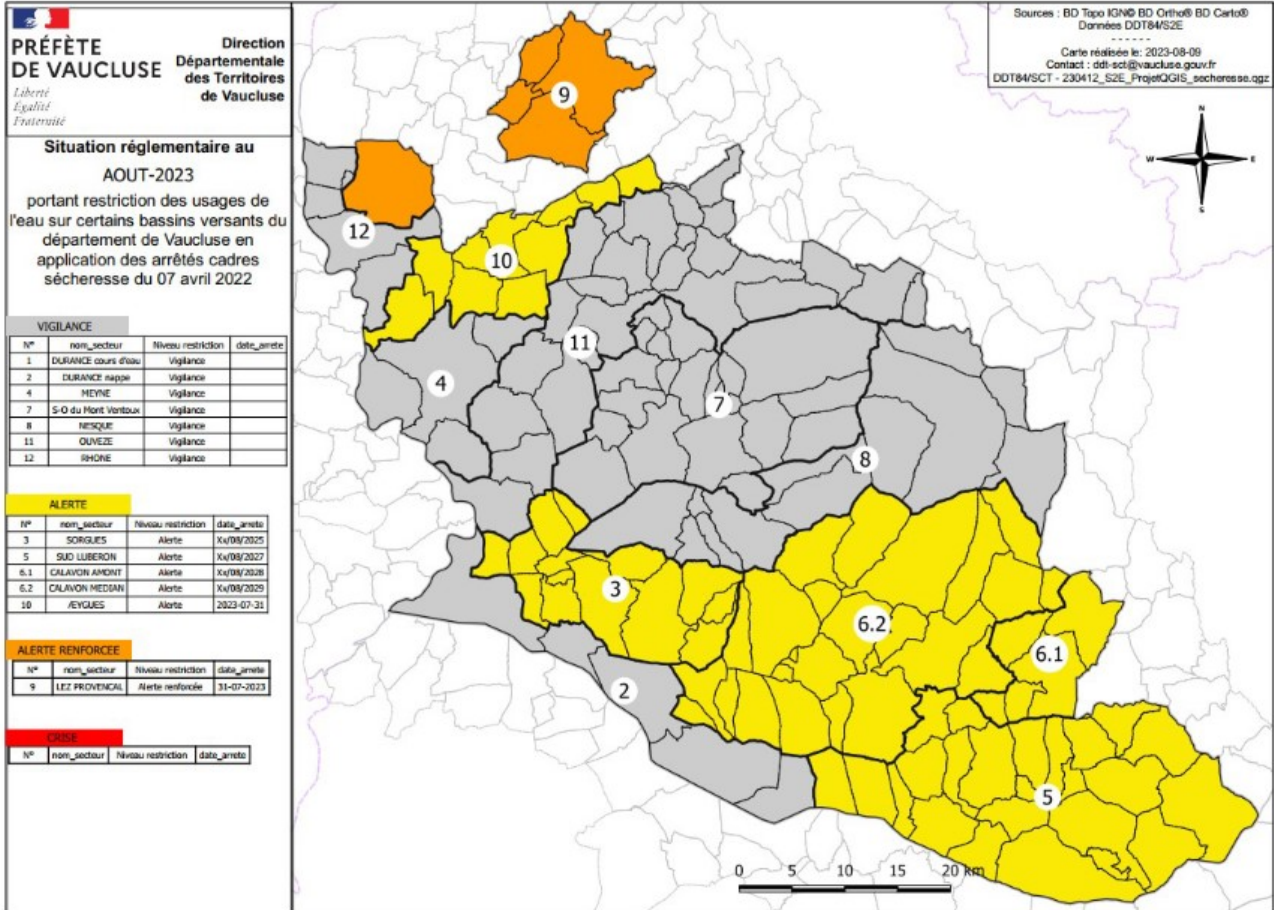 PRÉFÈTE
DE VAUCLUSE
Liberté
Égalité
Fraternité
Direction
Départementale
des Territoires
de Vaucluse
Situation réglementaire au
AOUT-2023
portant restriction des usages de
l'eau sur certains bassins versants du
département de Vaucluse en
application des arrêtés cadres
sécheresse du 07 avril 2022
VIGILANCE
N° nom_secteur Niveau restriction date_arrete
1 DURANCE cours d'eau Vigilance
2 DURANCE nappe Vigilance
4 MEYNE Vigilance
7 S-O du Mont Ventoux Vigilance
8 NESQUE Vigilance
11 OUVEZE Vigilance
12 RHONE Vigilance
ALERTE
N° nom_secteur Niveau restriction date_arrete
3 SORGUES Alerte Xx/08/2025
5 SUD LUBERON Alerte Xx/08/2027
6.1 CALAVON AMONT Alerte Xx/08/2028
6.2 CALAVON MEDIAN Alerte Xx/08/2029
10 ÆYGUES Alerte 2023-07-31
ALERTE RENFORCEE
N° nom_secteur Niveau restriction date_arrete
9 LEZ PROVENCAL Alerte renforcée 31-07-2023
CRISE
N° nom_secteur Niveau restriction date_arrete
Sources : BD Topo IGN© BD Ortho® BD Carto®
Données DDT84/S2E
- - - - - -
Carte réalisée le: 2023-08-09
Contact : ddt-sct@vaucluse.gouv.fr
DDT84/SCT - 230412_S2E_ProjetQGIS_secheresse.qgz
N
W E
S
9
12
10
11
4
7
8
3
6.2
6.1
2
5
0 5 10 15 20 km